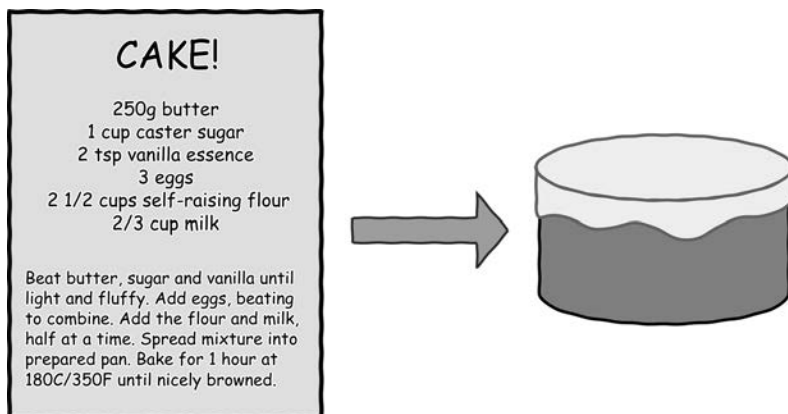 CAKE!
250g butter
1 cup caster sugar
2 tsp vanilla essence
3 eggs
2 1/2 cups self-raising flour
2/3 cup milk
Beat butter, sugar and vanilla until
light and fluffy. Add eggs, beating
to combine. Add the flour and milk,
half at a time. Spread mixture into
prepared pan. Bake for 1 hour at
180C/350F until nicely browned.